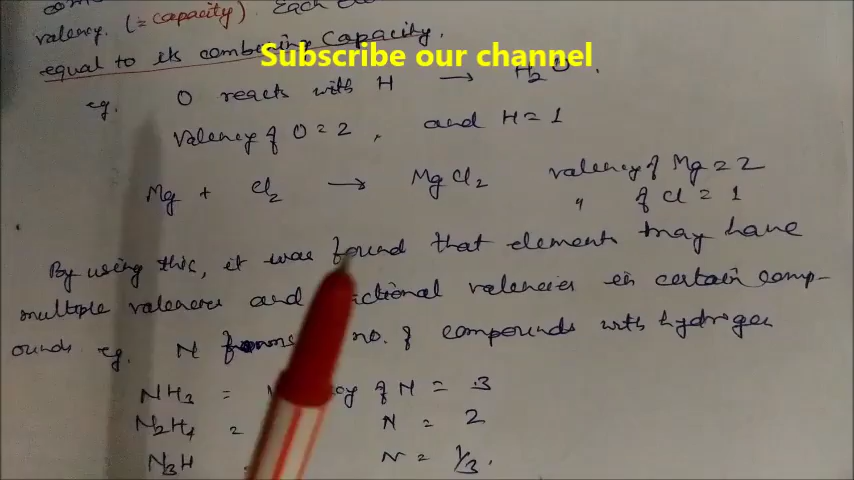 valency. (= capacity). Each
equal to its combining capacity.
Subscribe our channel
eg. O reacts with H → H2O.
Valency of O = 2, and H = 1
Mg + Cl2 → MgCl2 valency of Mg = 2
" of Cl = 1
By using this, it was found that elements may have
multiple valencies and valencies in certain comp-
ounds eg. N forms no. of compounds with hydrogen
NH3 = of N = 3
N2H4 = N = 2
N3H N = 1/3.